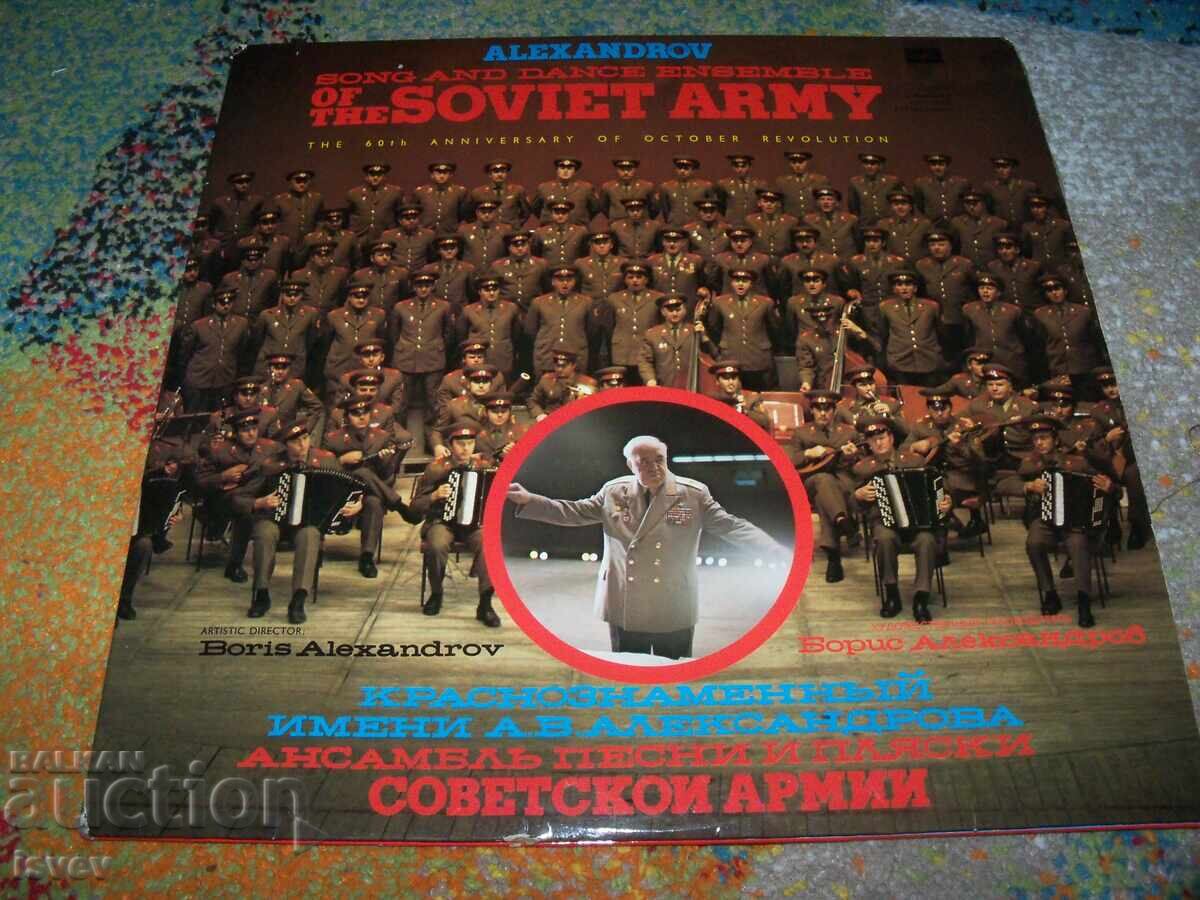 ALEXANDROV
SONG AND DANCE ENSEMBLE
OF THE SOVIET ARMY
THE 60th ANNIVERSARY OF OCTOBER REVOLUTION
ARTISTIC DIRECTOR:
Boris Alexandrov
Борис Александров
КРАСНОЗНАМЕННЫЙ
ИМЕНИ А.В.АЛЕКСАНДРОВА
АНСАМБЛЬ ПЕСНИ И ПЛЯСКИ
СОВЕТСКОЙ АРМИИ
BALKAN
auction
isvev